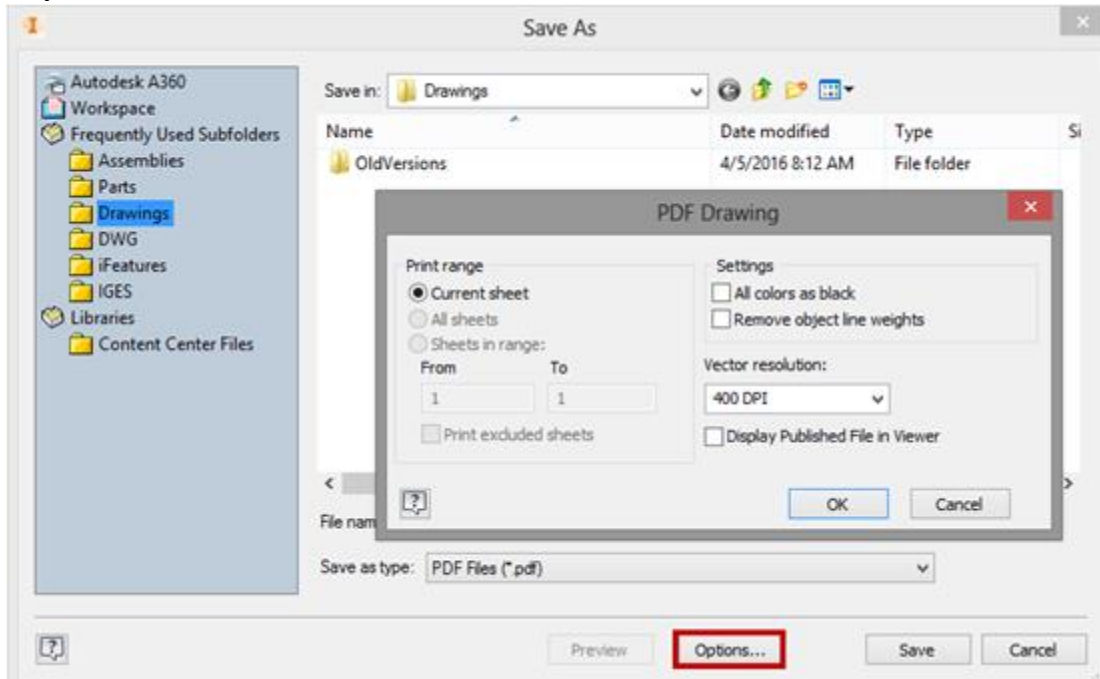 Save As
Autodesk A360
Workspace
Frequently Used Subfolders
Assemblies
Parts
Drawings
DWG
iFeatures
IGES
Libraries
Content Center Files
Save in: Drawings
Name Date modified Type Si
OldVersions 4/5/2016 8:12 AM File folder
PDF Drawing
Print range
Current sheet
All sheets
Sheets in range:
From To
1 1
Print excluded sheets
Settings
All colors as black
Remove object line weights
Vector resolution:
400 DPI
Display Published File in Viewer
OK Cancel
File nam
Save as type: PDF Files (*.pdf)
Preview Options... Save Cancel